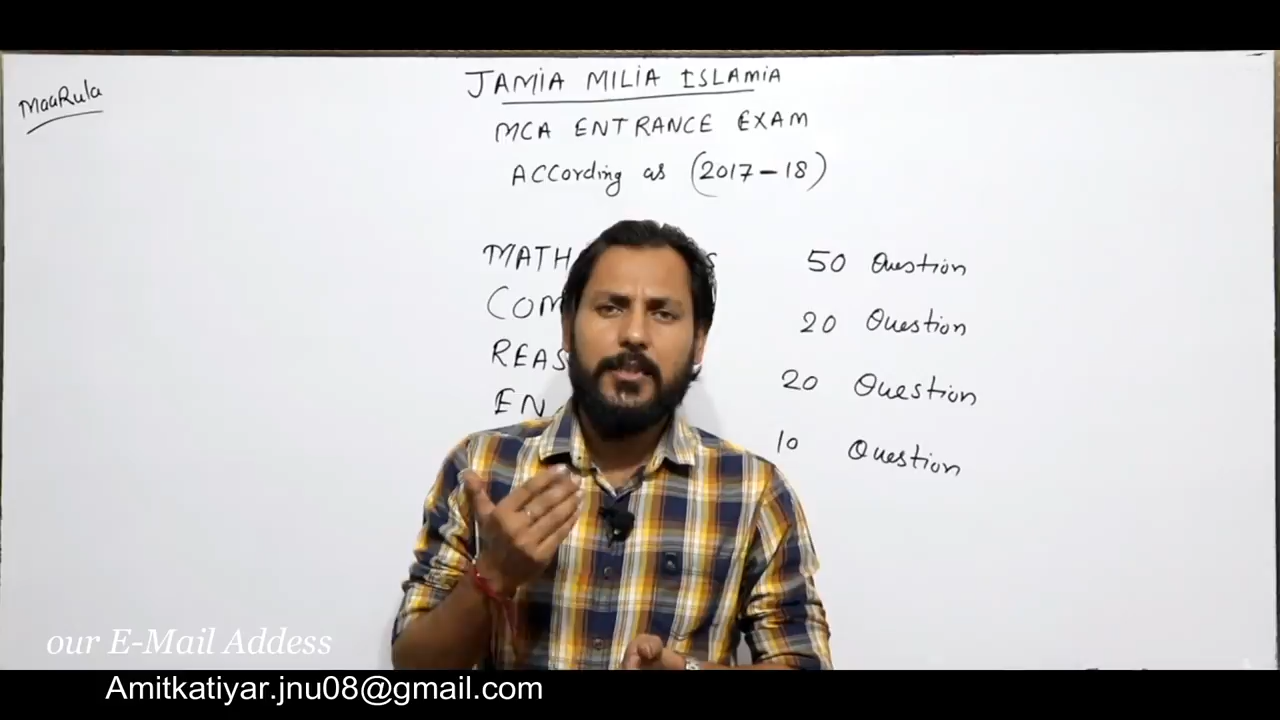 MaaRula
JAMIA MILIA ISLAMIA
MCA ENTRANCE EXAM
ACCording as (2017-18)
50 Question
20 Question
20 Question
10 Question
our E-Mail Addess
Amitkatiyar.jnu08@gmail.com